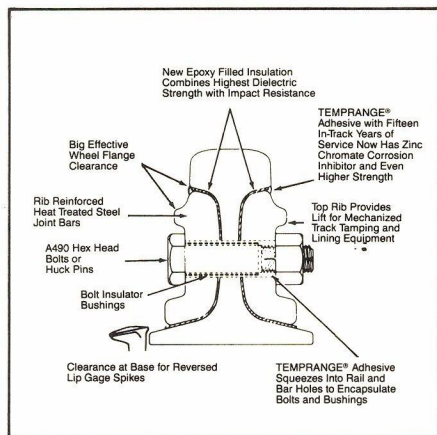 New Epoxy Filled Insulation
Combines Highest Dielectric
Strength with Impact Resistance
TEMPRANGE®
Adhesive with Fifteen
In-Track Years of
Service Now Has Zinc
Chromate Corrosion
Inhibitor and Even
Higher Strength
Big Effective
Wheel Flange
Clearance
Rib Reinforced
Heat Treated Steel
Joint Bars
Top Rib Provides
Lift for Mechanized
Track Tamping and
Lining Equipment
A490 Hex Head
Bolts or
Huck Pins
Bolt Insulator
Bushings
Clearance at Base for Reversed
Lip Gage Spikes
TEMPRANGE® Adhesive
Squeezes Into Rail and
Bar Holes to Encapsulate
Bolts and Bushings